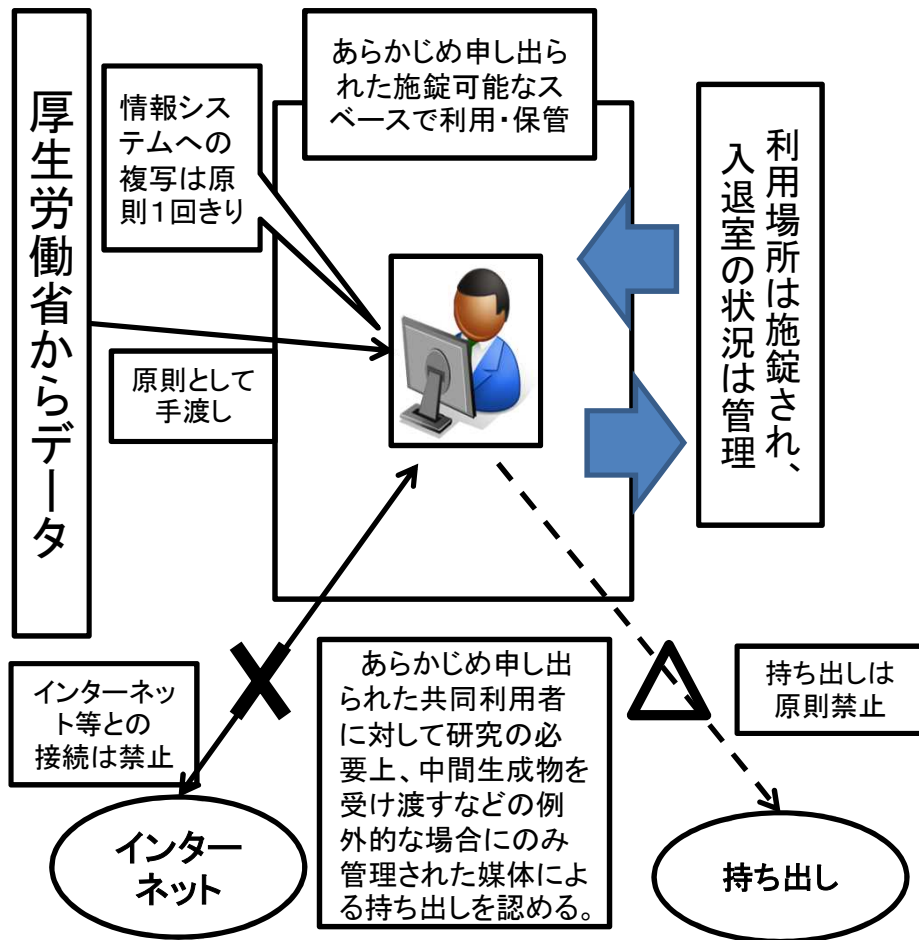 厚生労働省からデータ
情報シス
テムへの
複写は原
則１回きり
あらかじめ申し出ら
れた施錠可能なス
ペースで利用・保管
利用場所は施錠され、
入退室の状況は管理
原則として
手渡し
インターネッ
ト等との
接続は禁止
あらかじめ申し出
られた共同利用者
に対して研究の必
要上、中間生成物を
受け渡すなどの例
外的な場合にのみ
管理された媒体によ
る持ち出しを認める。
持ち出しは
原則禁止
インター
ネット
持ち出し